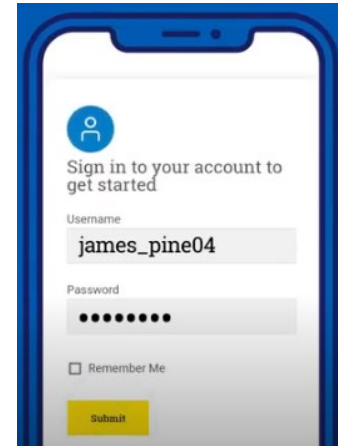 Sign in to your account to
get started
Username
james_pine04
Password
••••••••
Remember Me
Submit